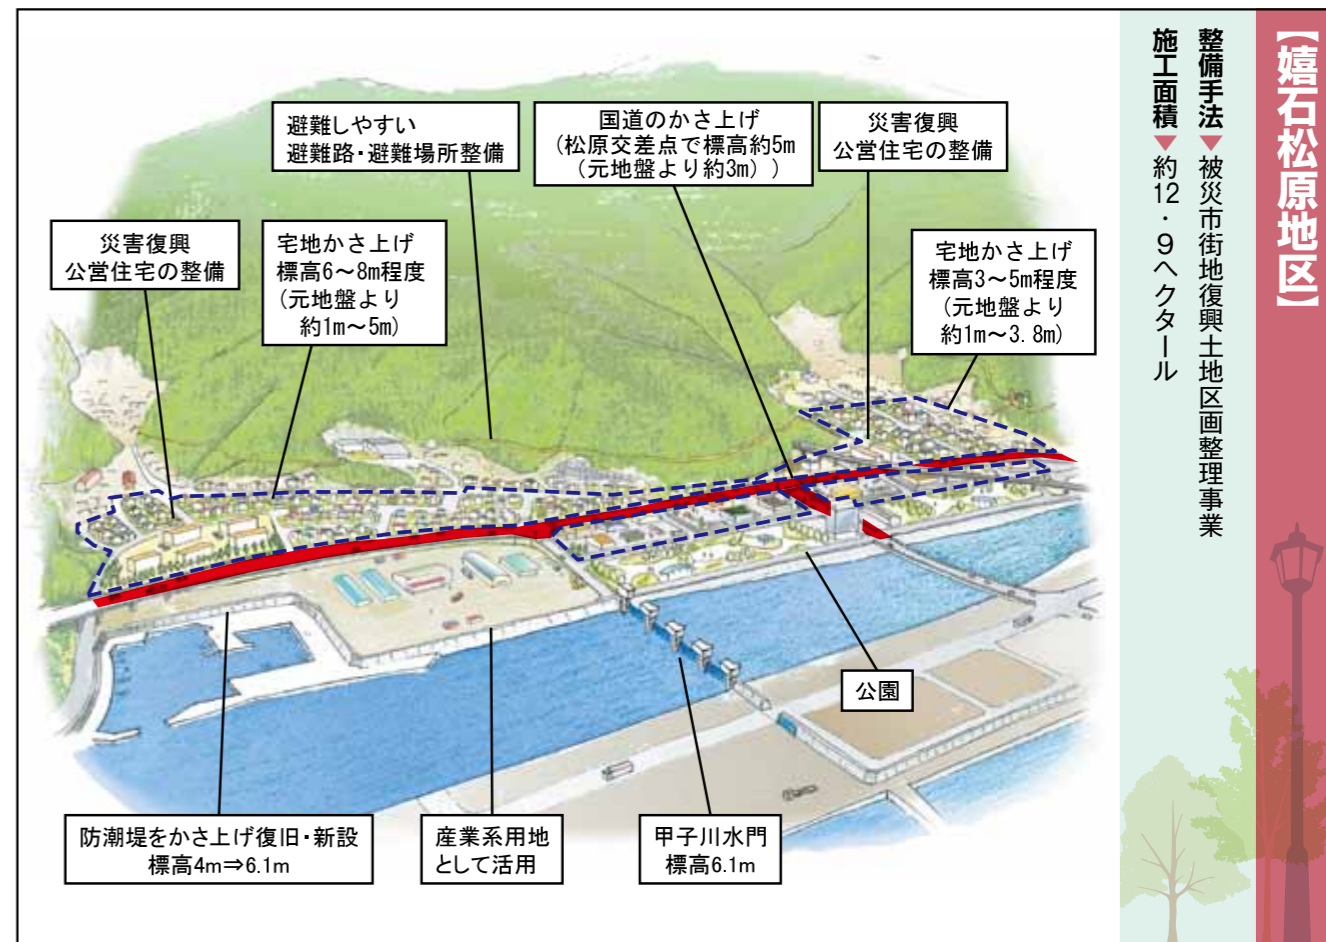 【嬉石松原地区】
整備手法▼被災市街地復興土地区画整理事業
施工面積▼約12・9ヘクタール
避難しやすい
避難路・避難場所整備
国道のかさ上げ
(松原交差点で標高約5m
(元地盤より約3m))
災害復興
公営住宅の整備
災害復興
公営住宅の整備
宅地かさ上げ
標高6~8m程度
(元地盤より
約1m~5m)
宅地かさ上げ
標高3~5m程度
(元地盤より
約1m~3.8m)
公園
防潮堤をかさ上げ復旧・新設
標高4m⇒6.1m
産業系用地
として活用
甲子川水門
標高6.1m